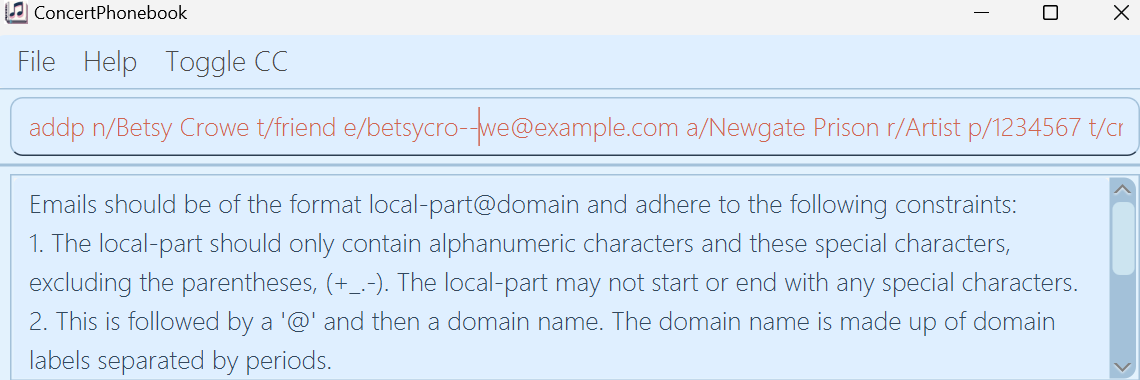 ConcertPhonebook
File Help Toggle CC
addp n/Betsy Crowe t/friend e/betsycro--we@example.com a/Newgate Prison r/Artist p/1234567 t/cr
Emails should be of the format local-part@domain and adhere to the following constraints:
1. The local-part should only contain alphanumeric characters and these special characters,
excluding the parentheses, (+_.-). The local-part may not start or end with any special characters.
2. This is followed by a '@' and then a domain name. The domain name is made up of domain
labels separated by periods.